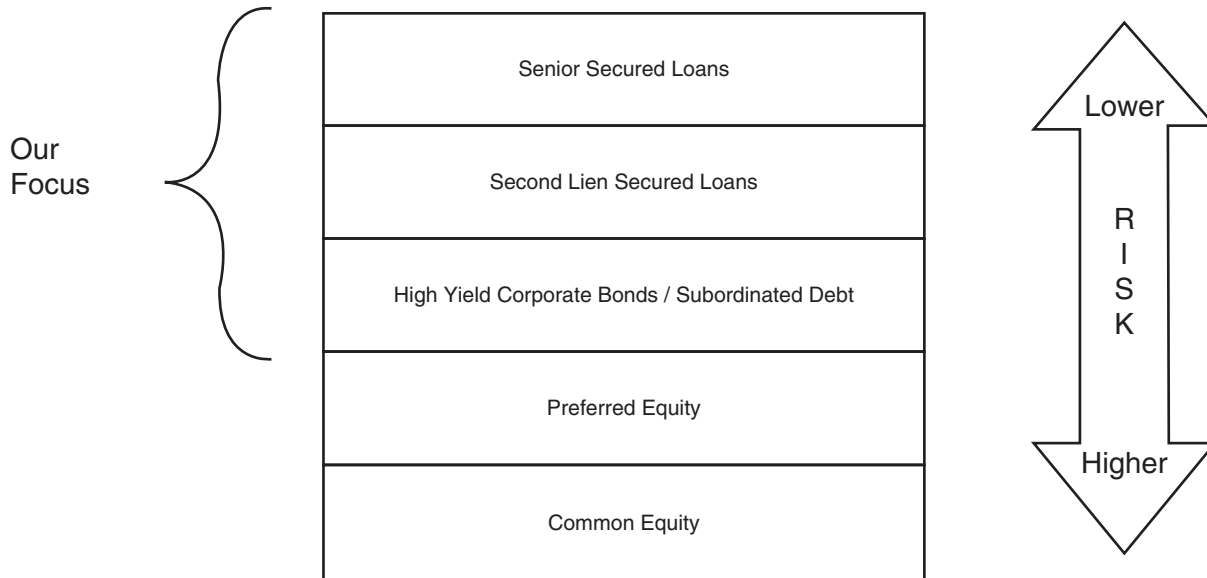 Senior Secured Loans
Lower
Our
Focus
Second Lien Secured Loans
R
I
S
K
High Yield Corporate Bonds / Subordinated Debt
Preferred Equity
Higher
Common Equity